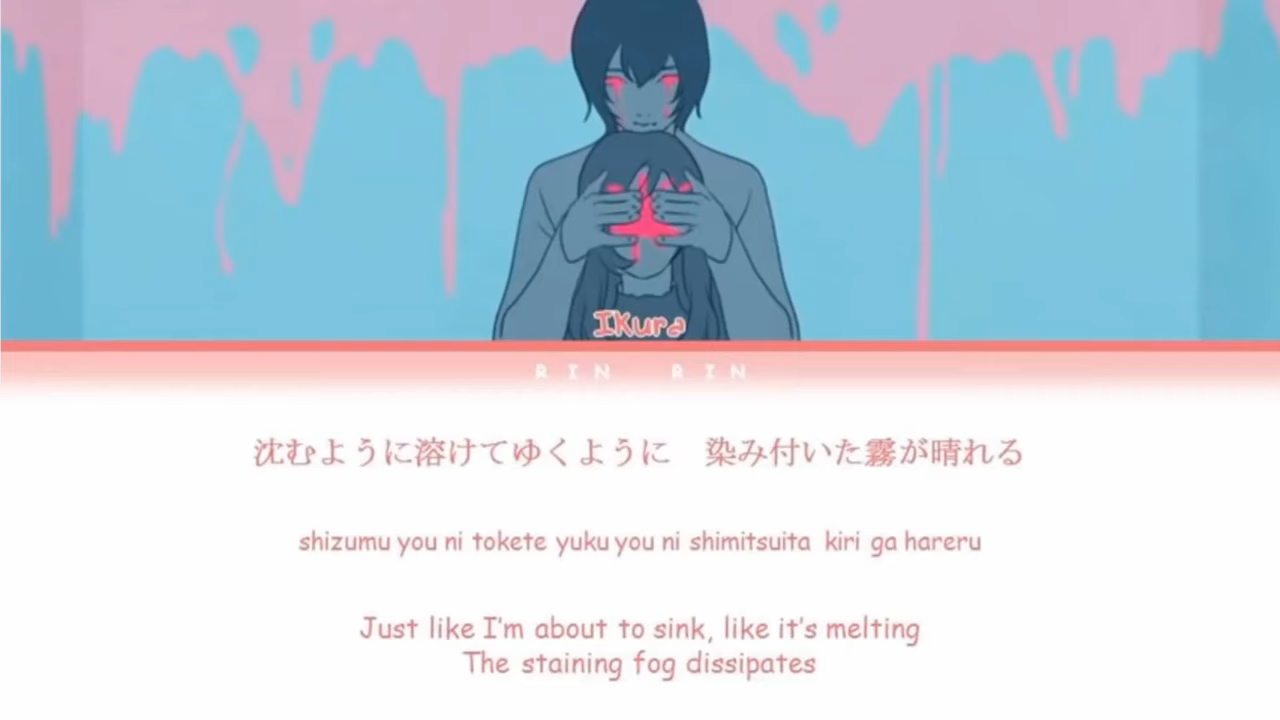 IKura
RIN RIN
沈むように溶けてゆくように　染み付いた霧が晴れる
shizumu you ni tokete yuku you ni shimitsuita kiri ga hareru
Just like I'm about to sink, like it's melting
The staining fog dissipates